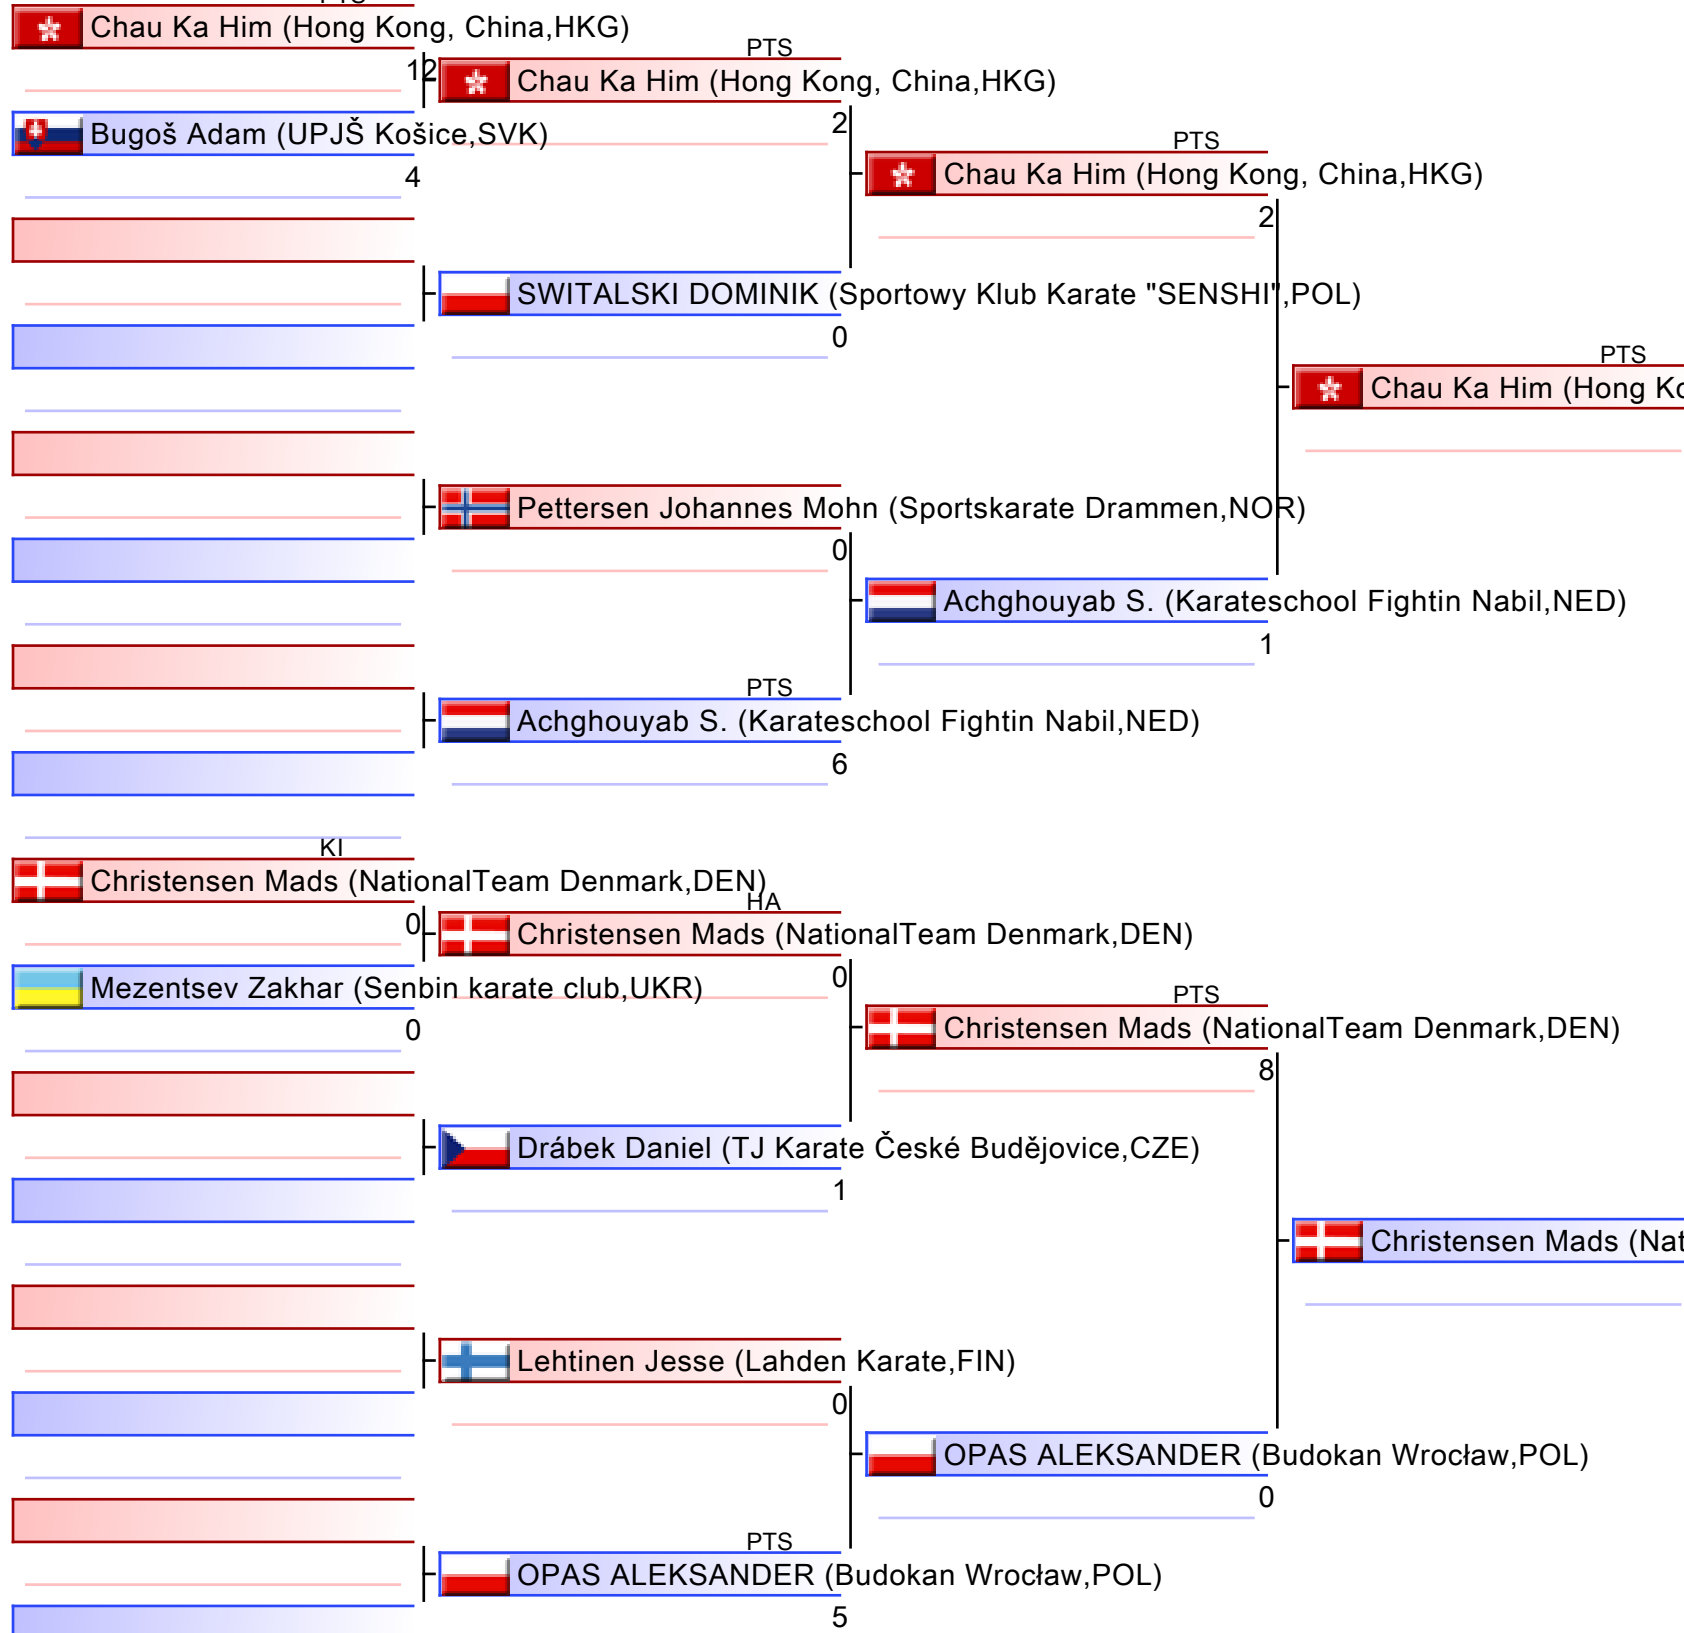 Chau Ka Him (Hong Kong, China,HKG)
12
Bugoš Adam (UPJŠ Košice,SVK)
4
PTS
Chau Ka Him (Hong Kong, China,HKG)
2
SWITALSKI DOMINIK (Sportowy Klub Karate "SENSHI",POL)
0
PTS
Chau Ka Him (Hong Kong, China,HKG)
2
Pettersen Johannes Mohn (Sportskarate Drammen,NOR)
0
PTS
Achghouyab S. (Karateschool Fightin Nabil,NED)
6
Achghouyab S. (Karateschool Fightin Nabil,NED)
1
PTS
Chau Ka Him (Hong Ko
KI
Christensen Mads (NationalTeam Denmark,DEN)
0
Mezentsev Zakhar (Senbin karate club,UKR)
0
HA
Christensen Mads (NationalTeam Denmark,DEN)
0
Drábek Daniel (TJ Karate České Budějovice,CZE)
1
PTS
Christensen Mads (NationalTeam Denmark,DEN)
8
Lehtinen Jesse (Lahden Karate,FIN)
0
PTS
OPAS ALEKSANDER (Budokan Wrocław,POL)
5
OPAS ALEKSANDER (Budokan Wrocław,POL)
0
Christensen Mads (Nat